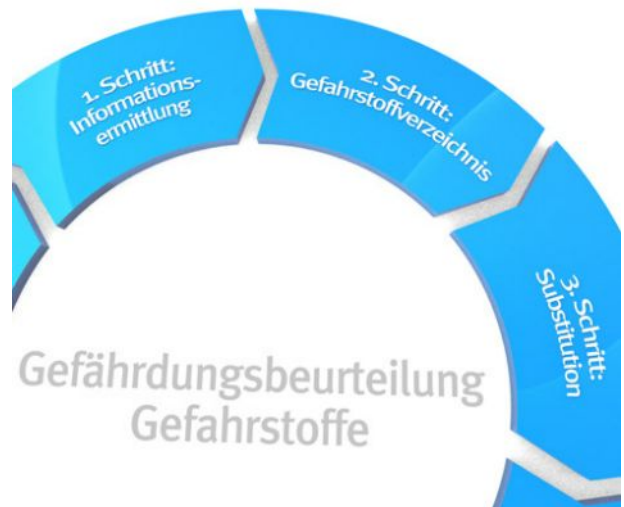 1. Schritt:
Informations-
ermittlung
2. Schritt:
Gefahrstoffverzeichnis
3. Schritt:
Substitution
Gefährdungsbeurteilung
Gefahrstoffe